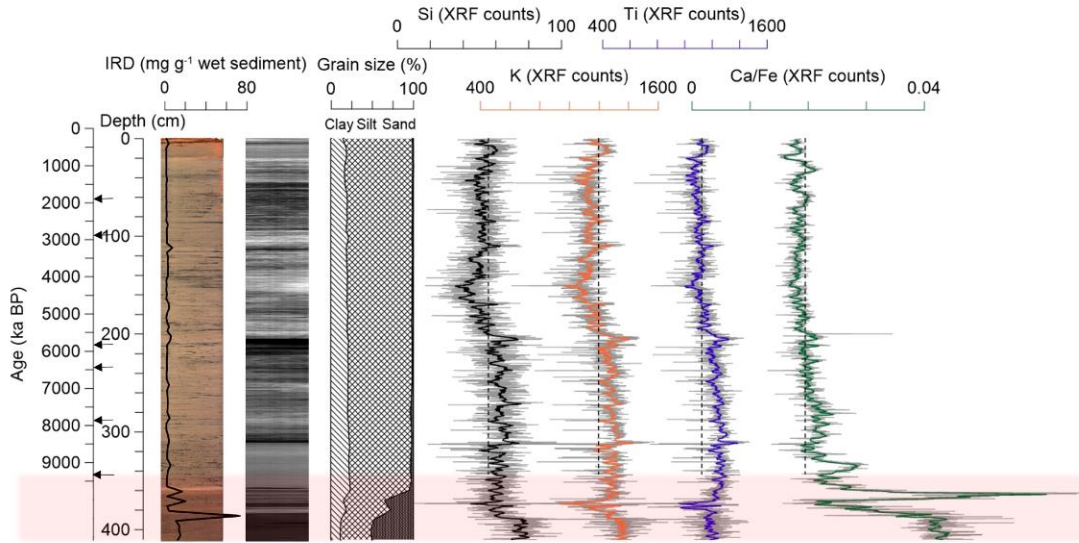 Si (XRF counts) Ti (XRF counts)
0 100 400 1600
IRD (mg g⁻¹ wet sediment) Grain size (%) K (XRF counts) Ca/Fe (XRF counts)
0 80 0 100 400 1600 0 0.04
Depth (cm) Clay Silt Sand
Age (ka BP)
0 0
1000
2000
3000 100
4000
5000 200
6000
7000
8000 300
9000
400